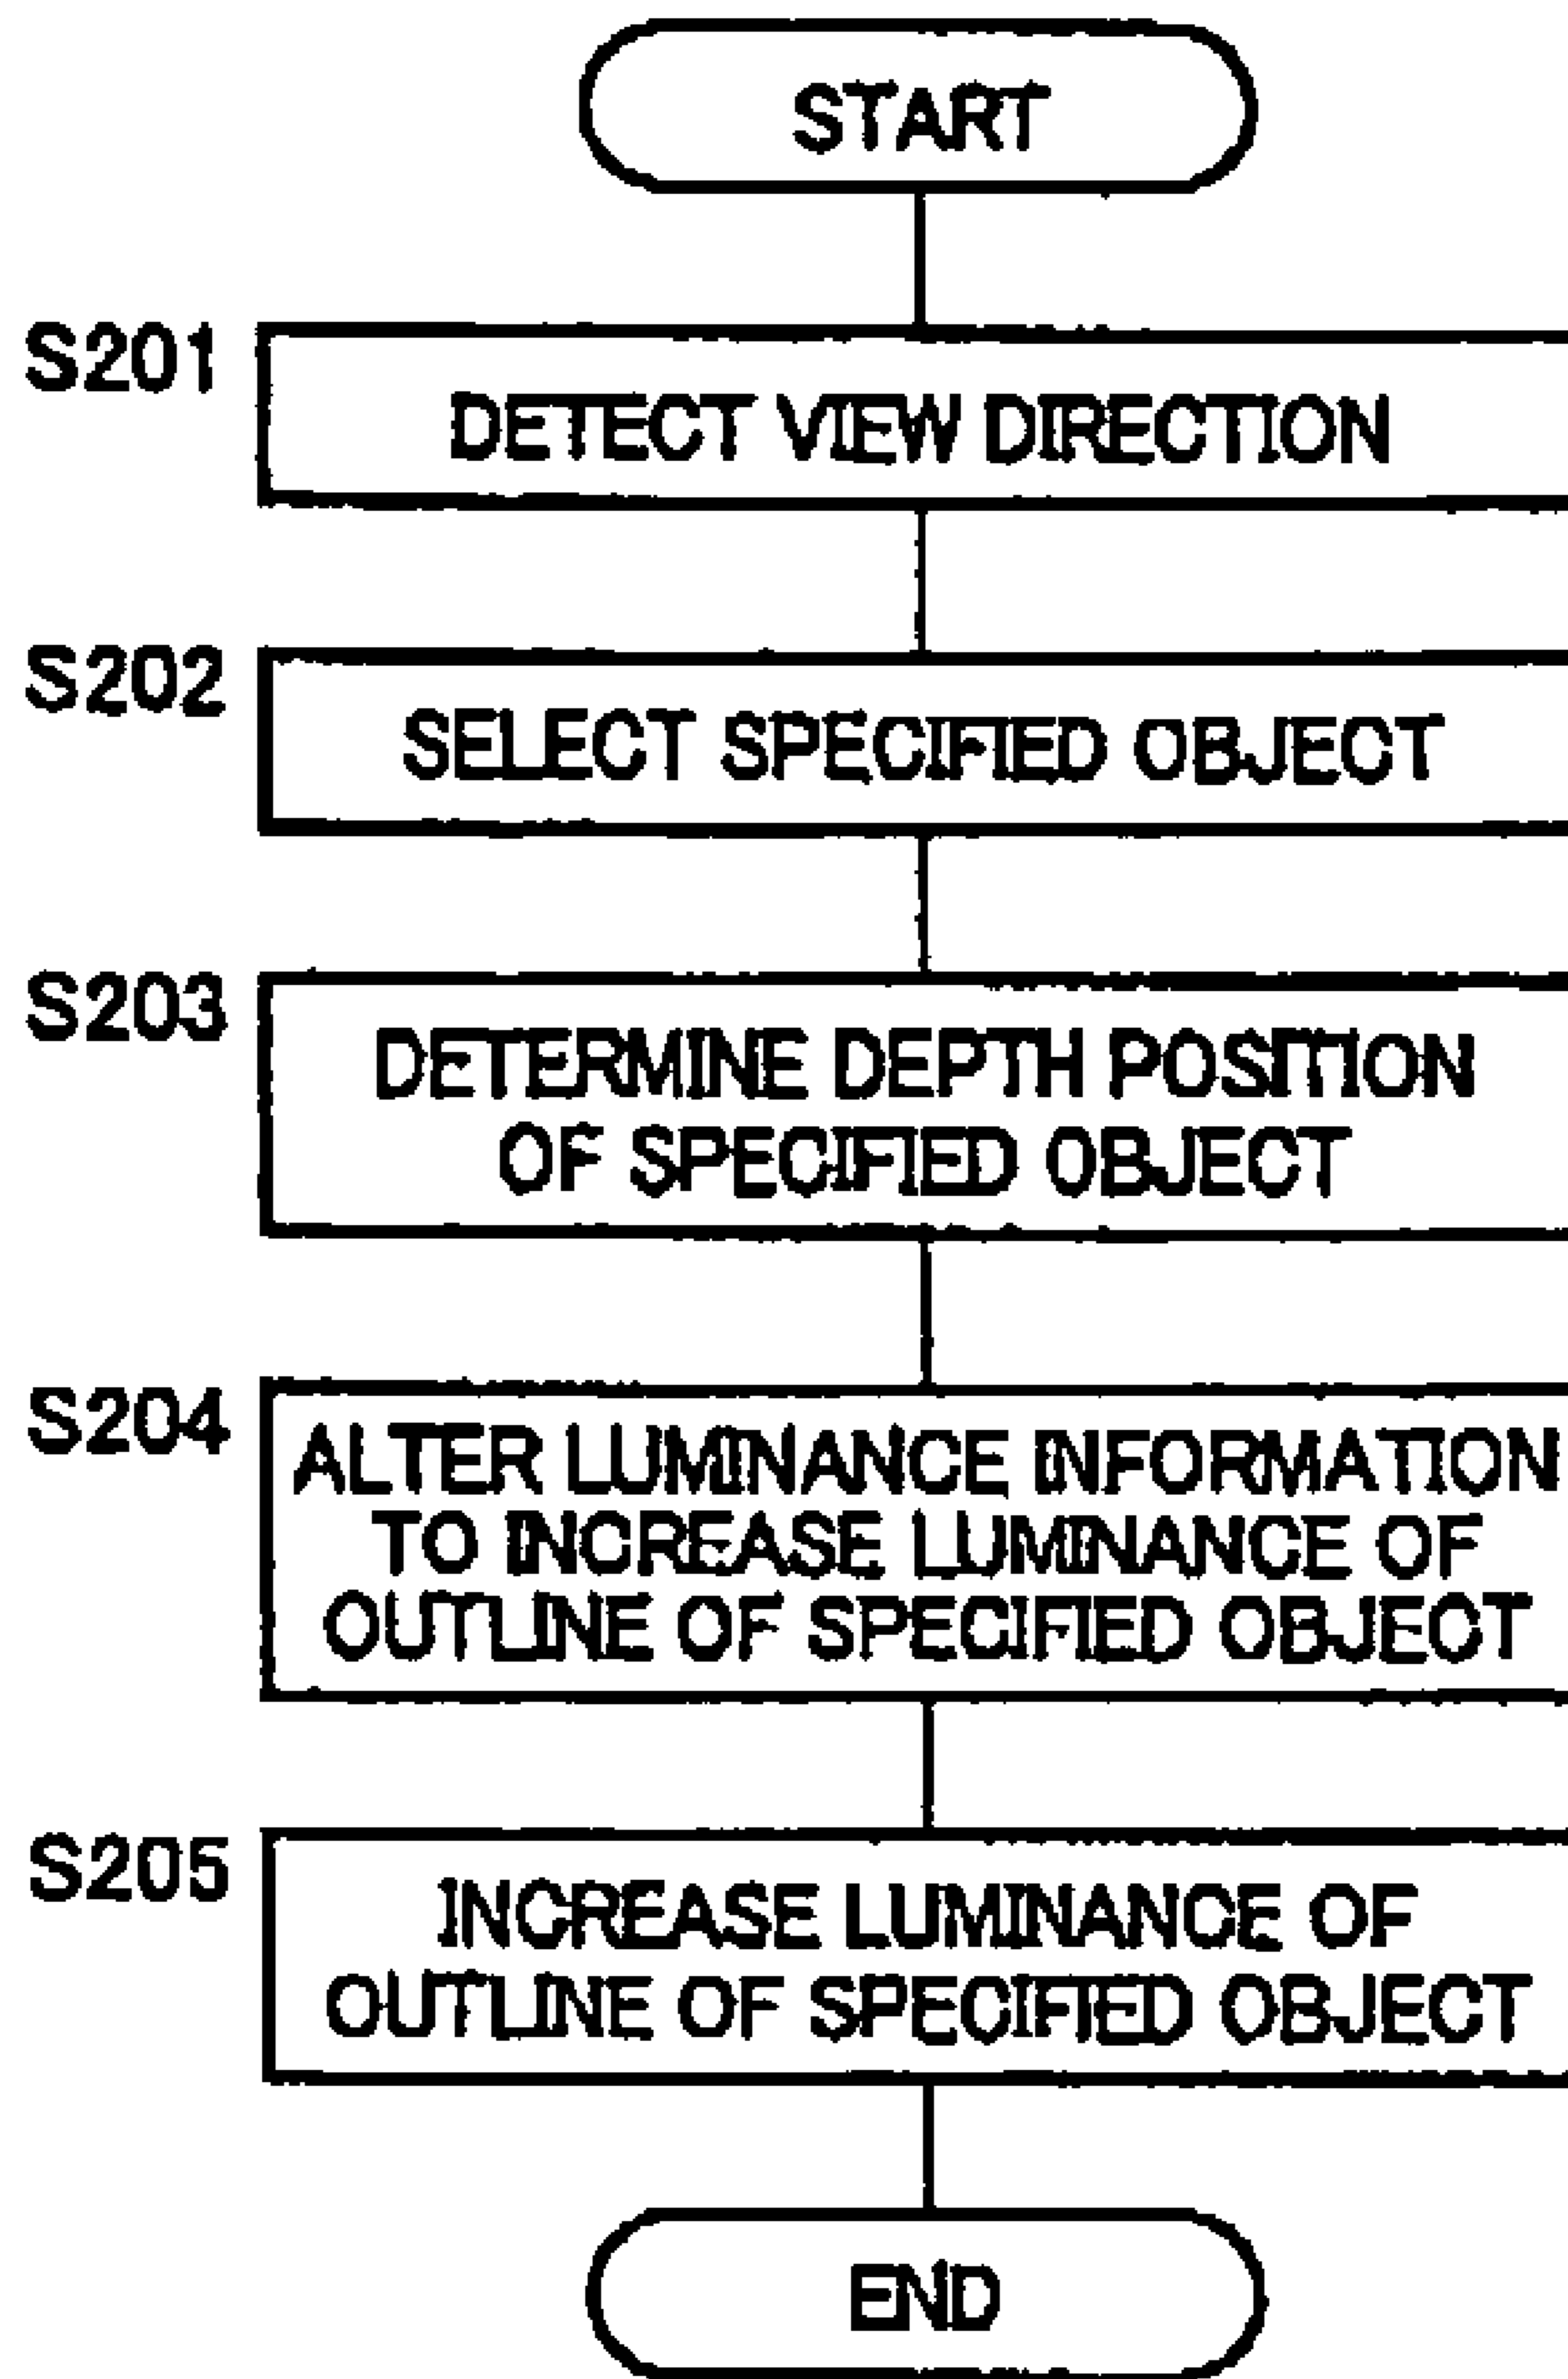 START
S201
DETECT VIEW DIRECTION
S202
SELECT SPECIFIED OBJECT
S203
DETERMINE DEPTH POSITION
OF SPECIFIED OBJECT
S204
ALTER LUMINANCE INFORMATION
TO INCREASE LUMINANCE OF
OUTLINE OF SPECIFIED OBJECT
S205
INCREASE LUMINANCE OF
OUTLINE OF SPECIFIED OBJECT
END